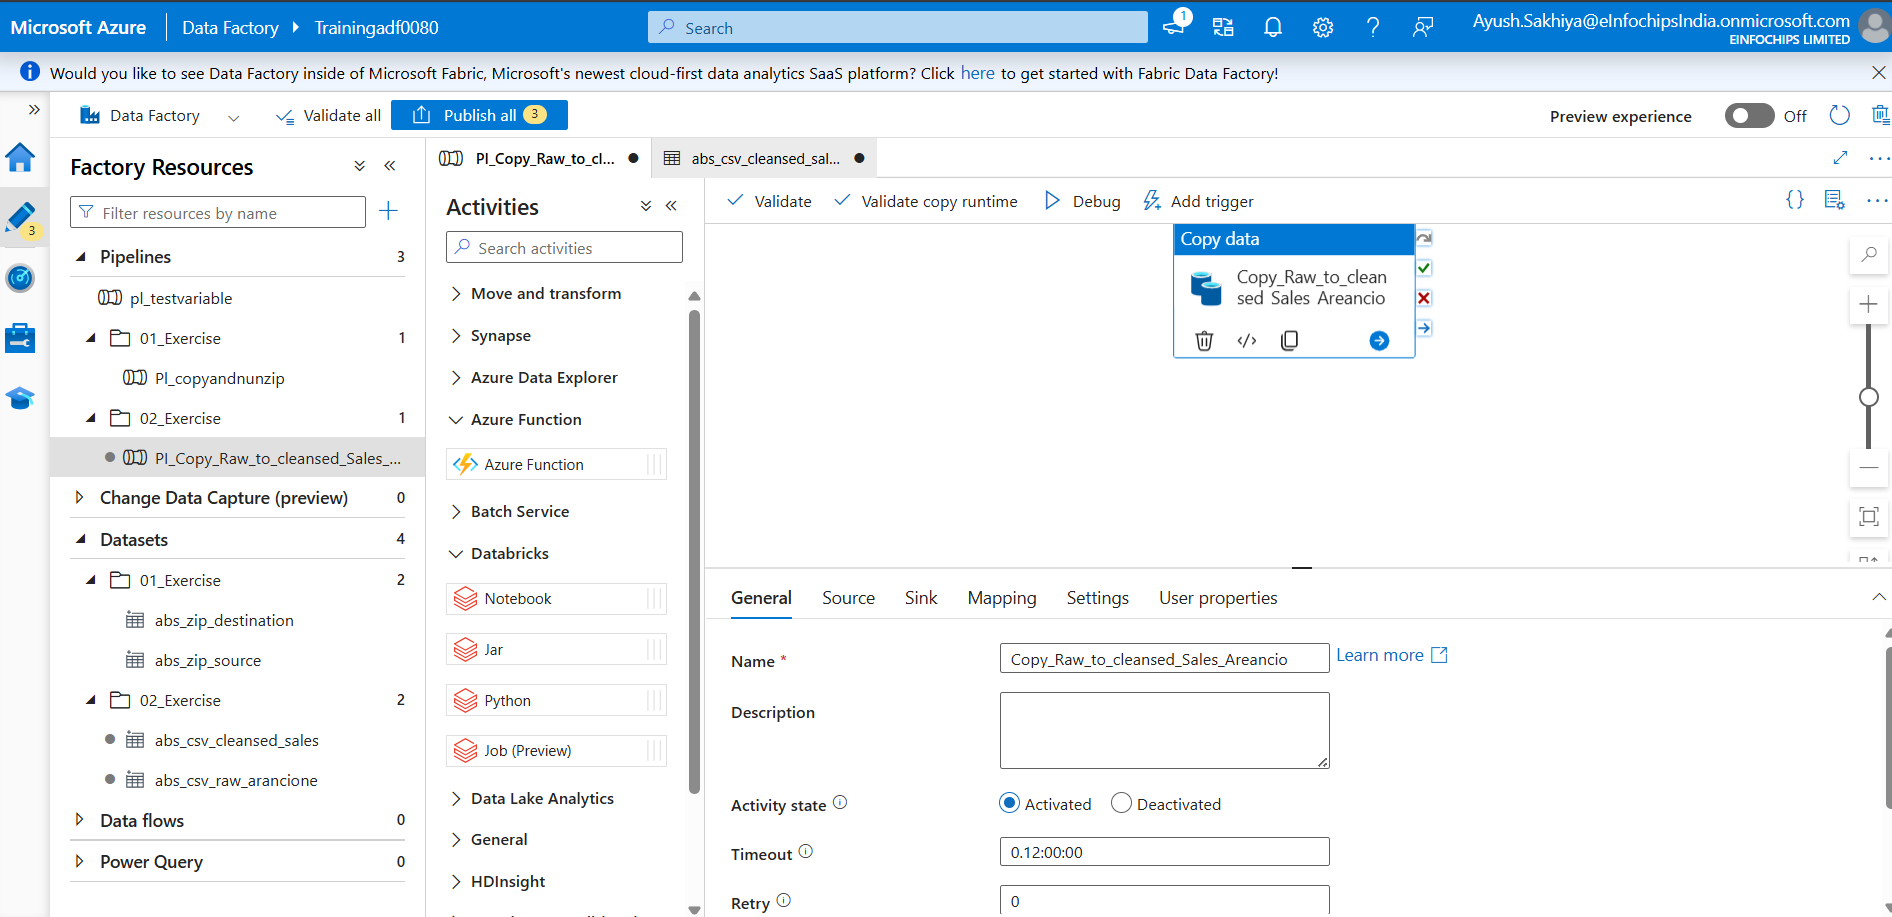 Microsoft Azure
Data Factory
Trainingadf0080
Search
1
Ayush.Sakhiya@eInfochipsIndia.onmicrosoft.com
EINFOCHIPS LIMITED
Would you like to see Data Factory inside of Microsoft Fabric, Microsoft's newest cloud-first data analytics SaaS platform? Click here to get started with Fabric Data Factory!
Data Factory
Validate all
Publish all 3
Preview experience
Off
3
Factory Resources
Filter resources by name
Pipelines 3
pl_testvariable
01_Exercise 1
Pl_copyandnunzip
02_Exercise 1
Pl_Copy_Raw_to_cleansed_Sales_...
Change Data Capture (preview) 0
Datasets 4
01_Exercise 2
abs_zip_destination
abs_zip_source
02_Exercise 2
abs_csv_cleansed_sales
abs_csv_raw_arancione
Data flows 0
Power Query 0
Pl_Copy_Raw_to_cl...
abs_csv_cleansed_sal...
Activities
Search activities
Move and transform
Synapse
Azure Data Explorer
Azure Function
Azure Function
Batch Service
Databricks
Notebook
Jar
Python
Job (Preview)
Data Lake Analytics
General
HDInsight
Validate
Validate copy runtime
Debug
Add trigger
Copy data
Copy_Raw_to_clean
sed_Sales_Areancio
General
Source
Sink
Mapping
Settings
User properties
Name *
Copy_Raw_to_cleansed_Sales_Areancio
Learn more
Description
Activity state
Activated
Deactivated
Timeout
0.12:00:00
Retry
0